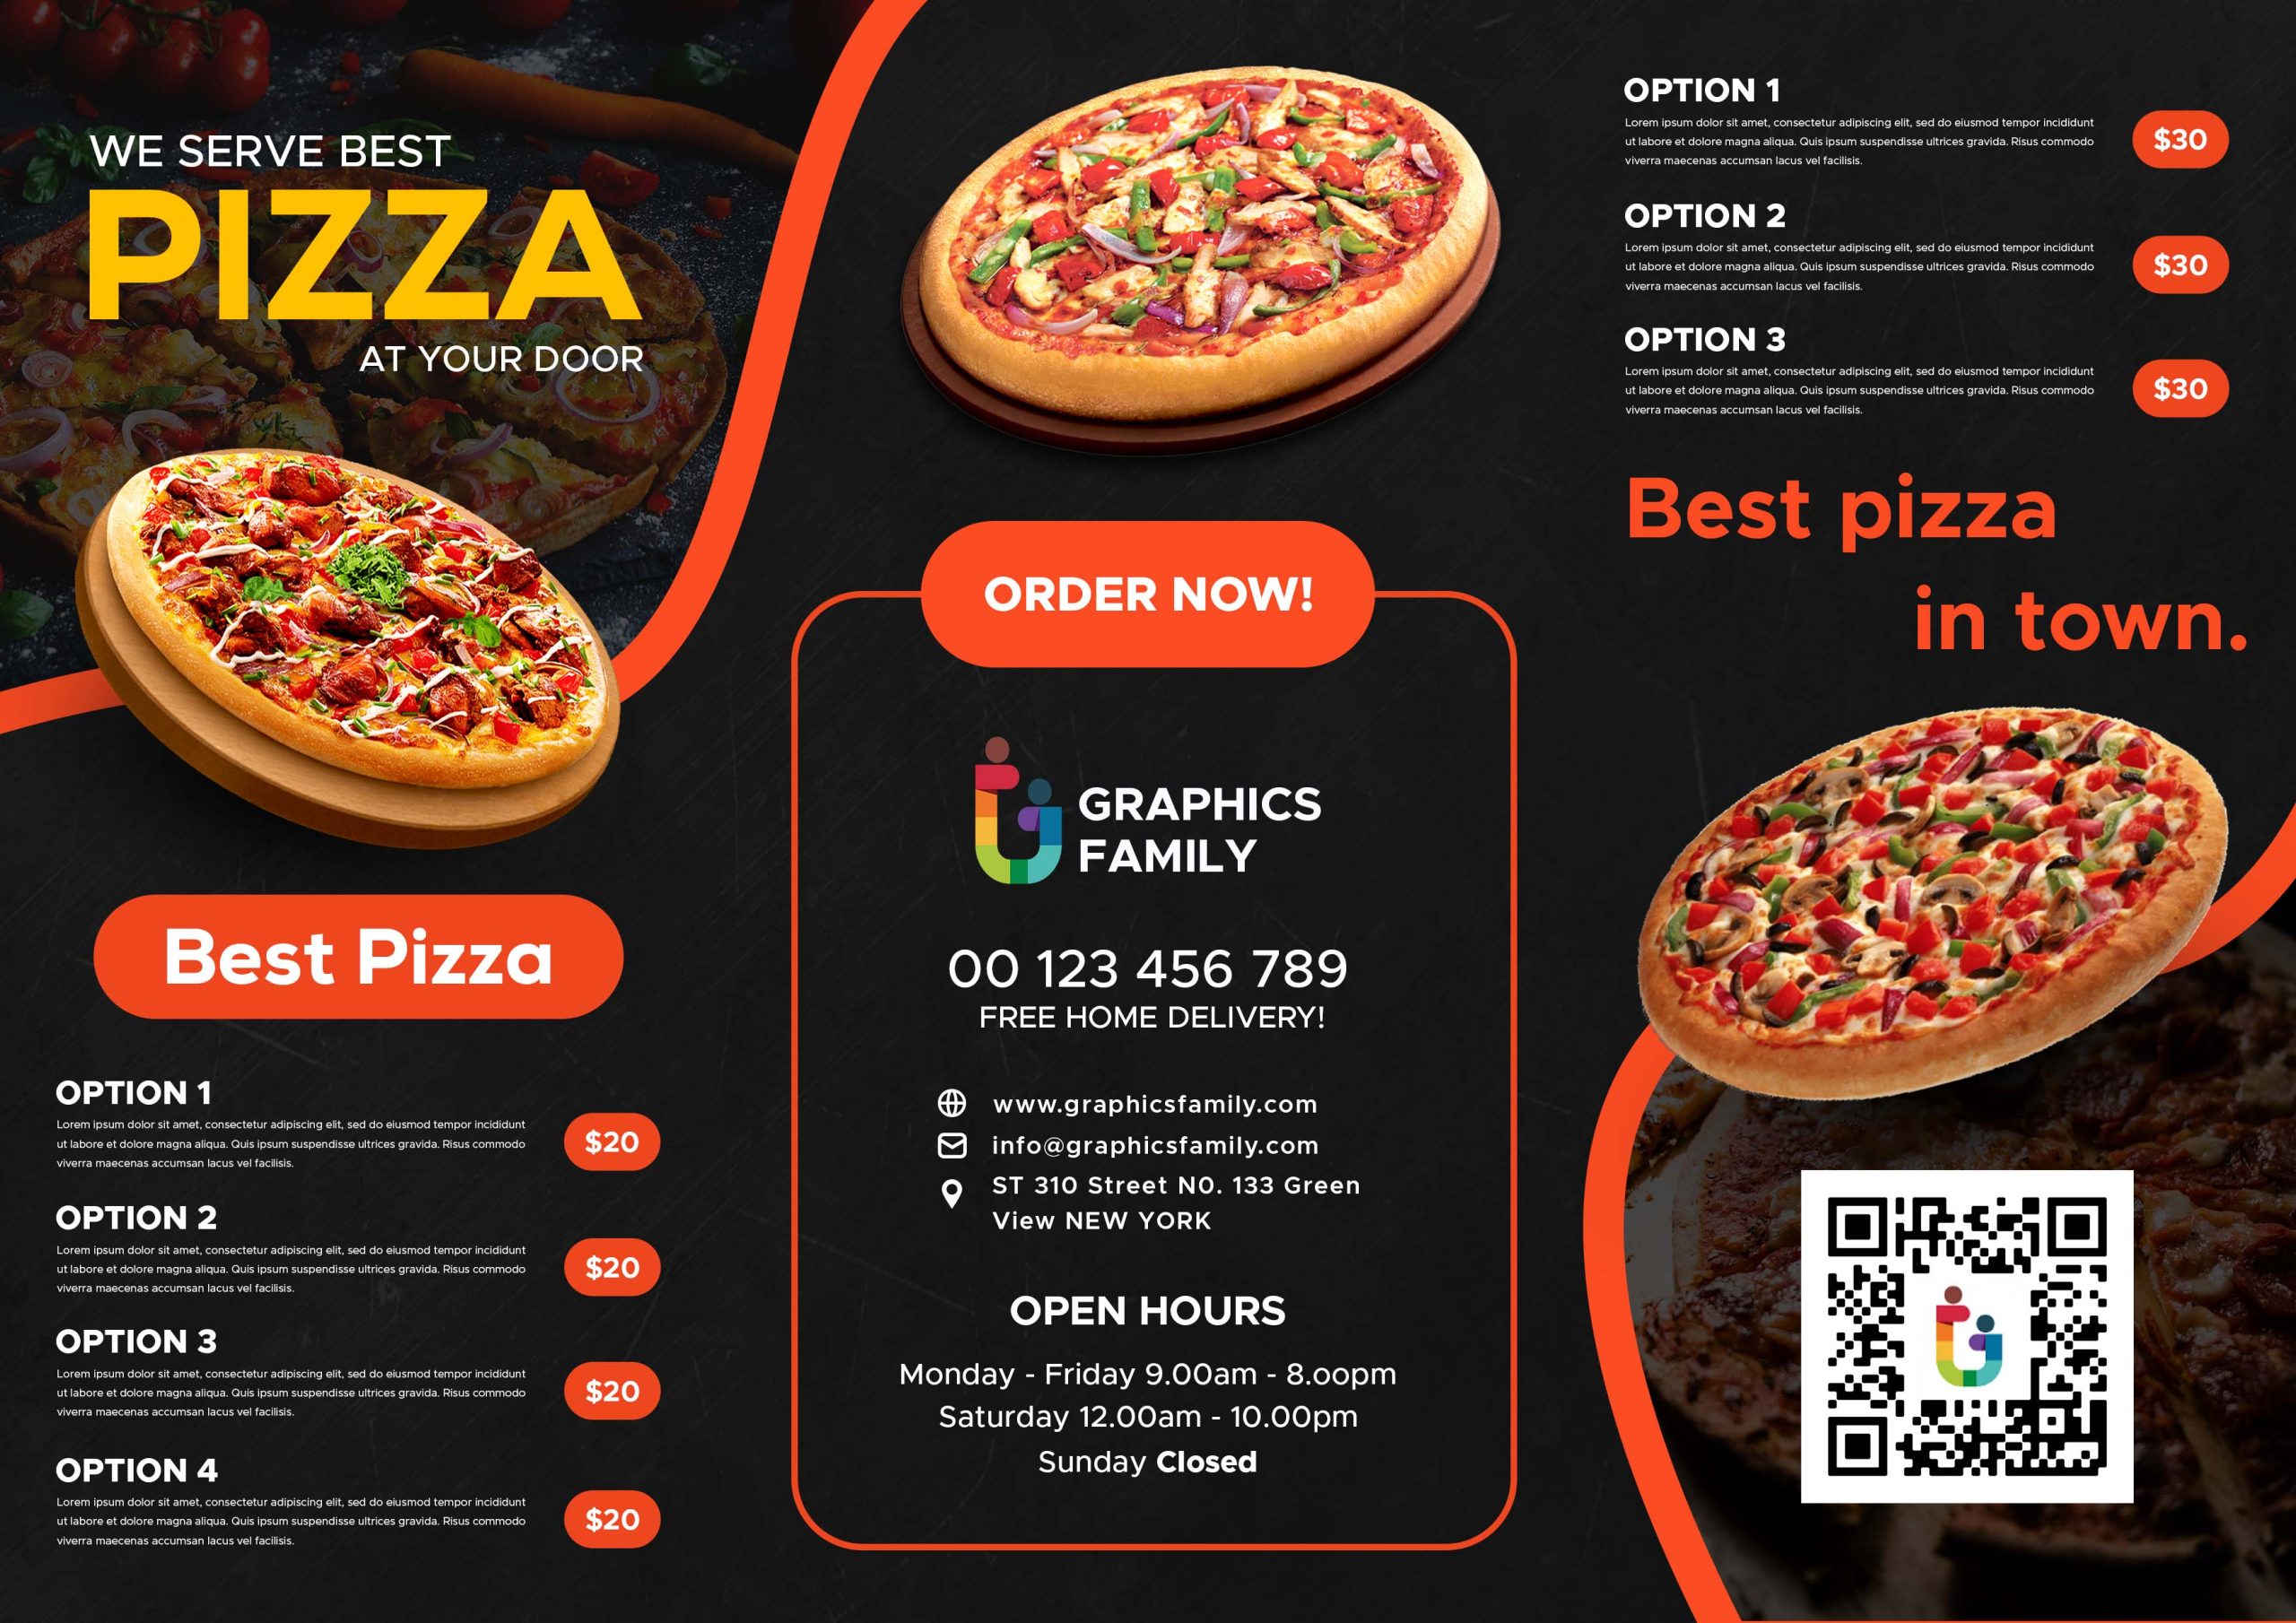 WE SERVE BEST
PIZZA
AT YOUR DOOR
Best Pizza
OPTION 1
Lorem ipsum dolor sit amet, consectetur adipiscing elit, sed do eiusmod tempor incididunt
ut labore et dolore magna aliqua. Quis ipsum suspendisse ultrices gravida. Risus commodo
viverra maecenas accumsan lacus vel facilisis.
$20
OPTION 2
Lorem ipsum dolor sit amet, consectetur adipiscing elit, sed do eiusmod tempor incididunt
ut labore et dolore magna aliqua. Quis ipsum suspendisse ultrices gravida. Risus commodo
viverra maecenas accumsan lacus vel facilisis.
$20
OPTION 3
Lorem ipsum dolor sit amet, consectetur adipiscing elit, sed do eiusmod tempor incididunt
ut labore et dolore magna aliqua. Quis ipsum suspendisse ultrices gravida. Risus commodo
viverra maecenas accumsan lacus vel facilisis.
$20
OPTION 4
Lorem ipsum dolor sit amet, consectetur adipiscing elit, sed do eiusmod tempor incididunt
ut labore et dolore magna aliqua. Quis ipsum suspendisse ultrices gravida. Risus commodo
viverra maecenas accumsan lacus vel facilisis.
$20
ORDER NOW!
GRAPHICS
FAMILY
00 123 456 789
FREE HOME DELIVERY!
www.graphicsfamily.com
info@graphicsfamily.com
ST 310 Street N0. 133 Green
View NEW YORK
OPEN HOURS
Monday - Friday 9.00am - 8.oopm
Saturday 12.00am - 10.00pm
Sunday Closed
OPTION 1
Lorem ipsum dolor sit amet, consectetur adipiscing elit, sed do eiusmod tempor incididunt
ut labore et dolore magna aliqua. Quis ipsum suspendisse ultrices gravida. Risus commodo
viverra maecenas accumsan lacus vel facilisis.
$30
OPTION 2
Lorem ipsum dolor sit amet, consectetur adipiscing elit, sed do eiusmod tempor incididunt
ut labore et dolore magna aliqua. Quis ipsum suspendisse ultrices gravida. Risus commodo
viverra maecenas accumsan lacus vel facilisis.
$30
OPTION 3
Lorem ipsum dolor sit amet, consectetur adipiscing elit, sed do eiusmod tempor incididunt
ut labore et dolore magna aliqua. Quis ipsum suspendisse ultrices gravida. Risus commodo
viverra maecenas accumsan lacus vel facilisis.
$30
Best pizza
in town.